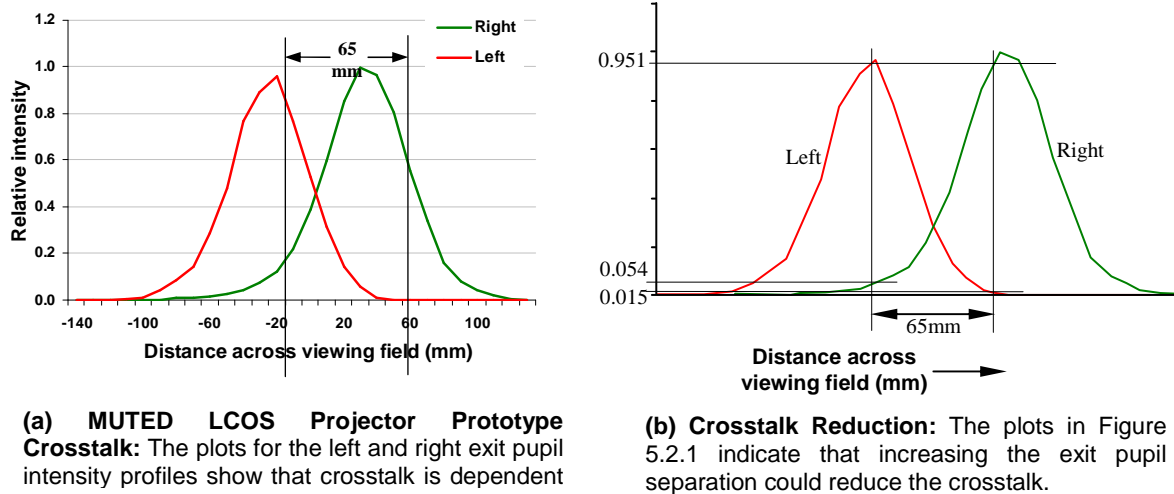 1.2
1.0
0.8
0.6
0.4
0.2
0.0
Relative intensity
Right
Left
65
mm
-140 -100 -60 -20 20 60 100
Distance across viewing field (mm)
(a) MUTED LCOS Projector Prototype
Crosstalk: The plots for the left and right exit pupil
intensity profiles show that crosstalk is dependent
0.951
0.054
0.015
Left
Right
65mm
Distance across
viewing field (mm)
(b) Crosstalk Reduction: The plots in Figure
5.2.1 indicate that increasing the exit pupil
separation could reduce the crosstalk.